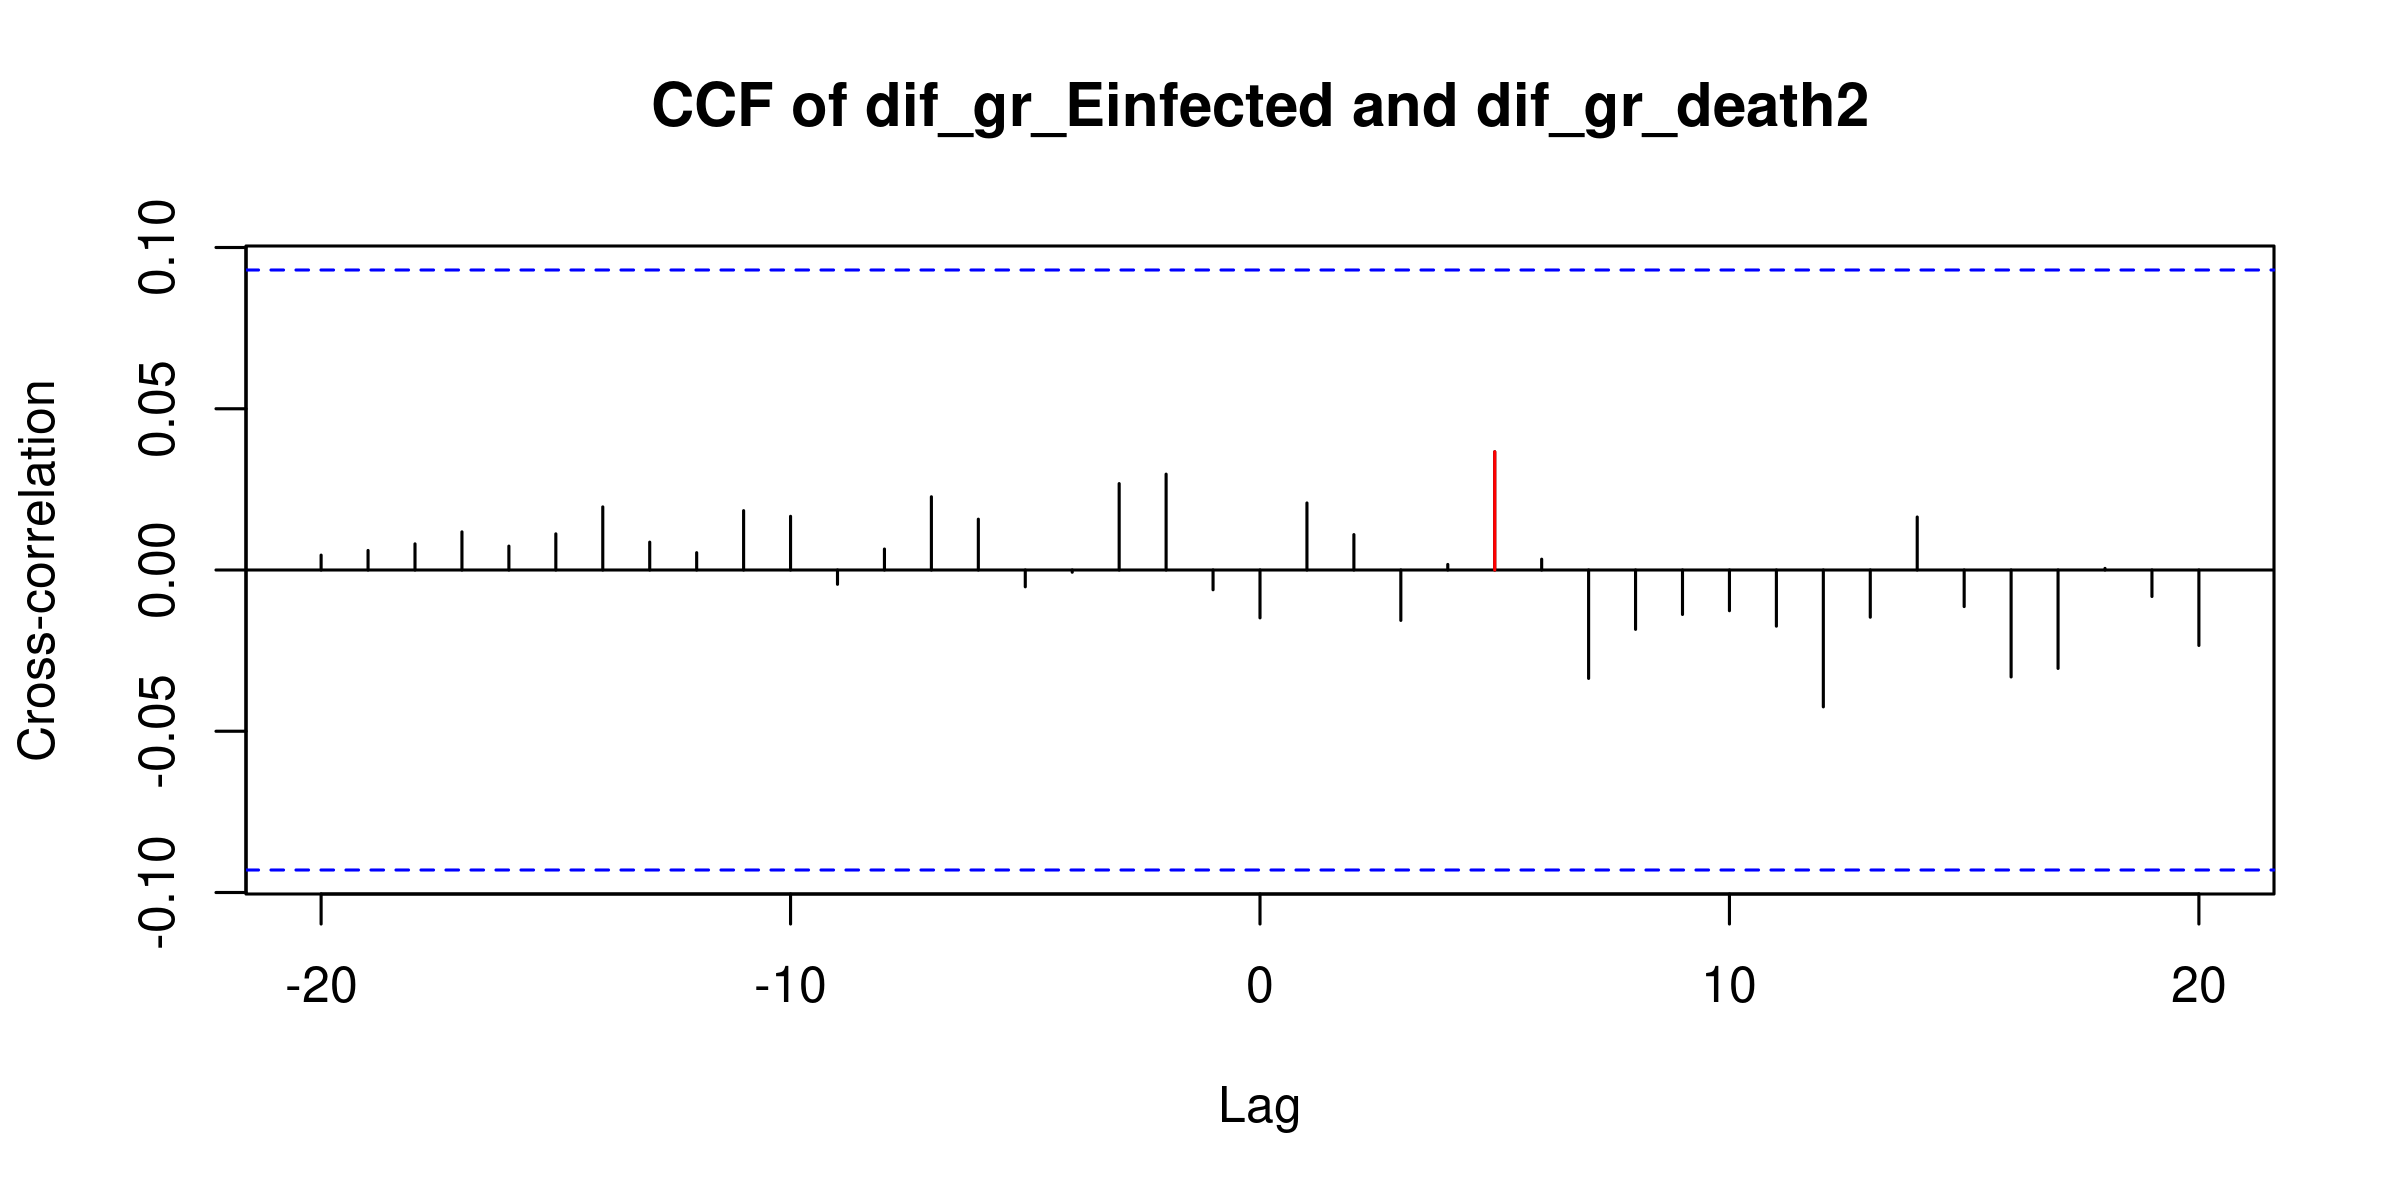 CCF of dif_gr_Einfected and dif_gr_death2
Cross-correlation
0.10
0.05
0.00
-0.05
-0.10
-20 -10 0 10 20
Lag